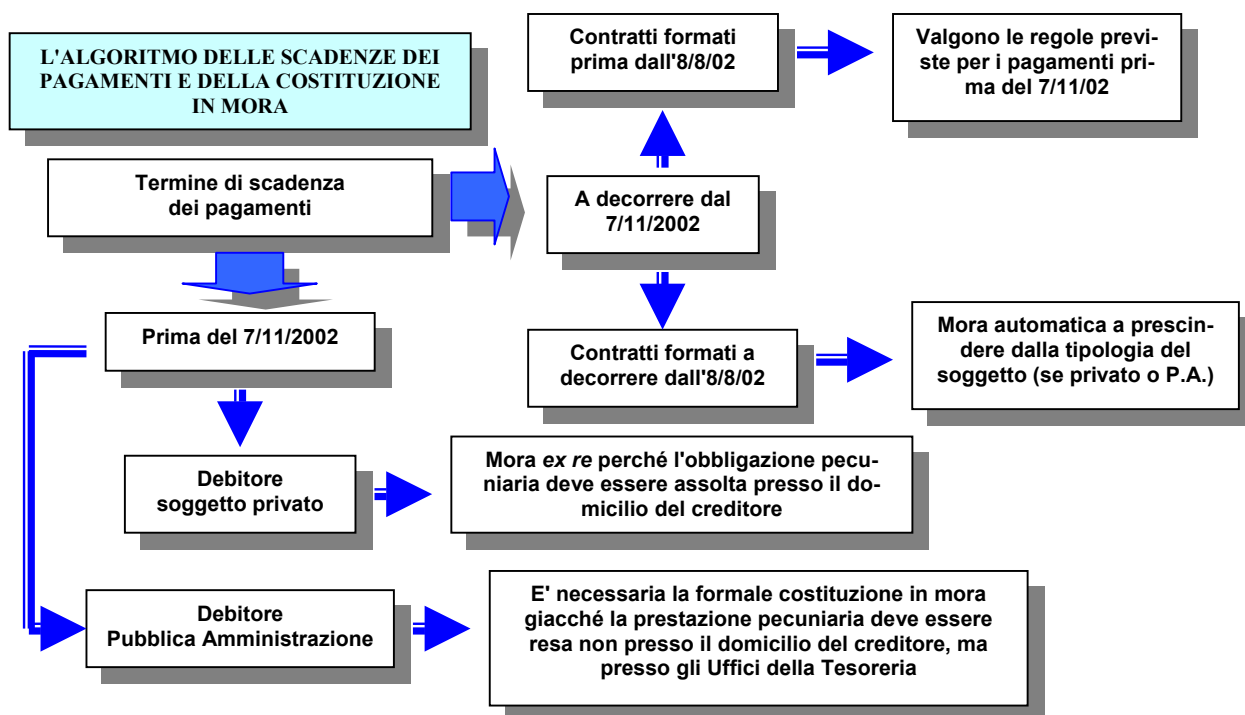 L'ALGORITMO DELLE SCADENZE DEI
PAGAMENTI E DELLA COSTITUZIONE
IN MORA
Contratti formati
prima dall'8/8/02
Valgono le regole previ-
ste per i pagamenti pri-
ma del 7/11/02
Termine di scadenza
dei pagamenti
A decorrere dal
7/11/2002
Prima del 7/11/2002
Contratti formati a
decorrere dall'8/8/02
Mora automatica a prescin-
dere dalla tipologia del
soggetto (se privato o P.A.)
Debitore
soggetto privato
Mora ex re perché l'obbligazione pecu-
niaria deve essere assolta presso il do-
micilio del creditore
Debitore
Pubblica Amministrazione
E' necessaria la formale costituzione in mora
giacché la prestazione pecuniaria deve essere
resa non presso il domicilio del creditore, ma
presso gli Uffici della Tesoreria